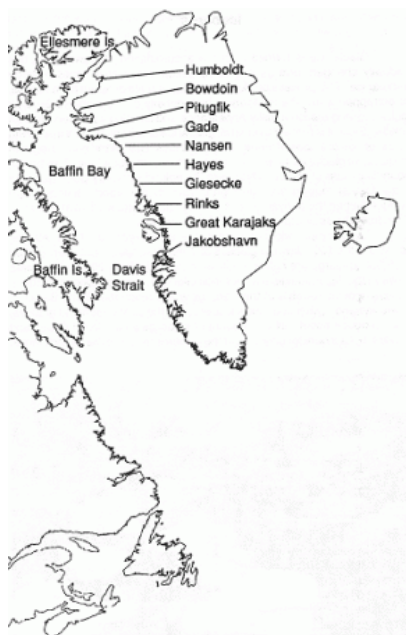 Ellesmere Is.
Humboldt
Bowdoin
Pitugfik
Gade
Nansen
Baffin Bay
Hayes
Giesecke
Rinks
Great Karajaks
Jakobshavn
Baffin Is.
Davis
Strait